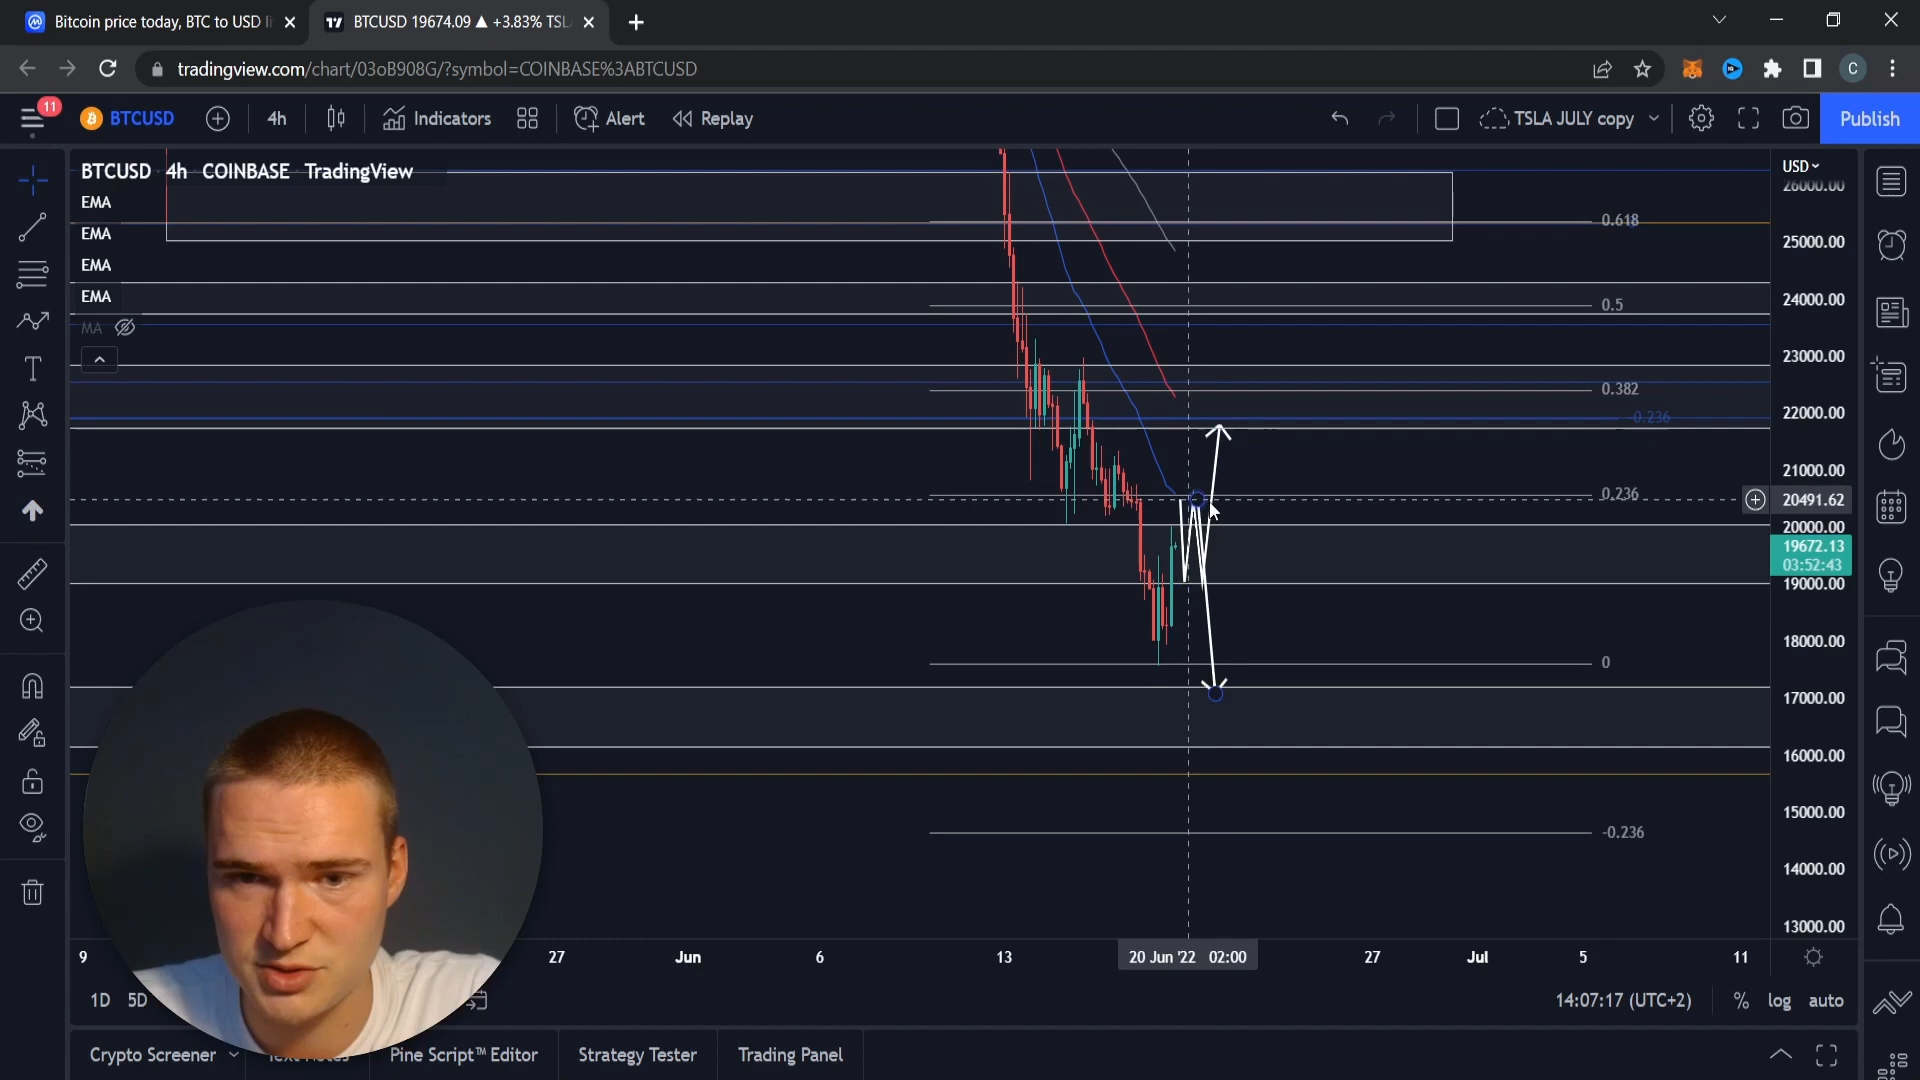 Bitcoin price today, BTC to USD li
BTCUSD 19674.09 ▲ +3.83% TSL
tradingview.com/chart/03oB908G/?symbol=COINBASE%3ABTCUSD
C
11
BTCUSD
4h
Indicators
Alert
Replay
TSLA JULY copy
Publish
BTCUSD 4h COINBASE TradingView
USD
EMA
EMA
EMA
EMA
MA
26000.00
25000.00
24000.00
23000.00
22000.00
21000.00
20491.62
20000.00
19672.13
03:52:43
19000.00
18000.00
17000.00
16000.00
15000.00
14000.00
13000.00
0.618
0.5
0.382
-0.236
0.236
0
-0.236
9
27
Jun
6
13
20 Jun '22 02:00
27
Jul
5
11
1D 5D
14:07:17 (UTC+2)
% log auto
Crypto Screener
Text Notes
Pine Script™ Editor
Strategy Tester
Trading Panel